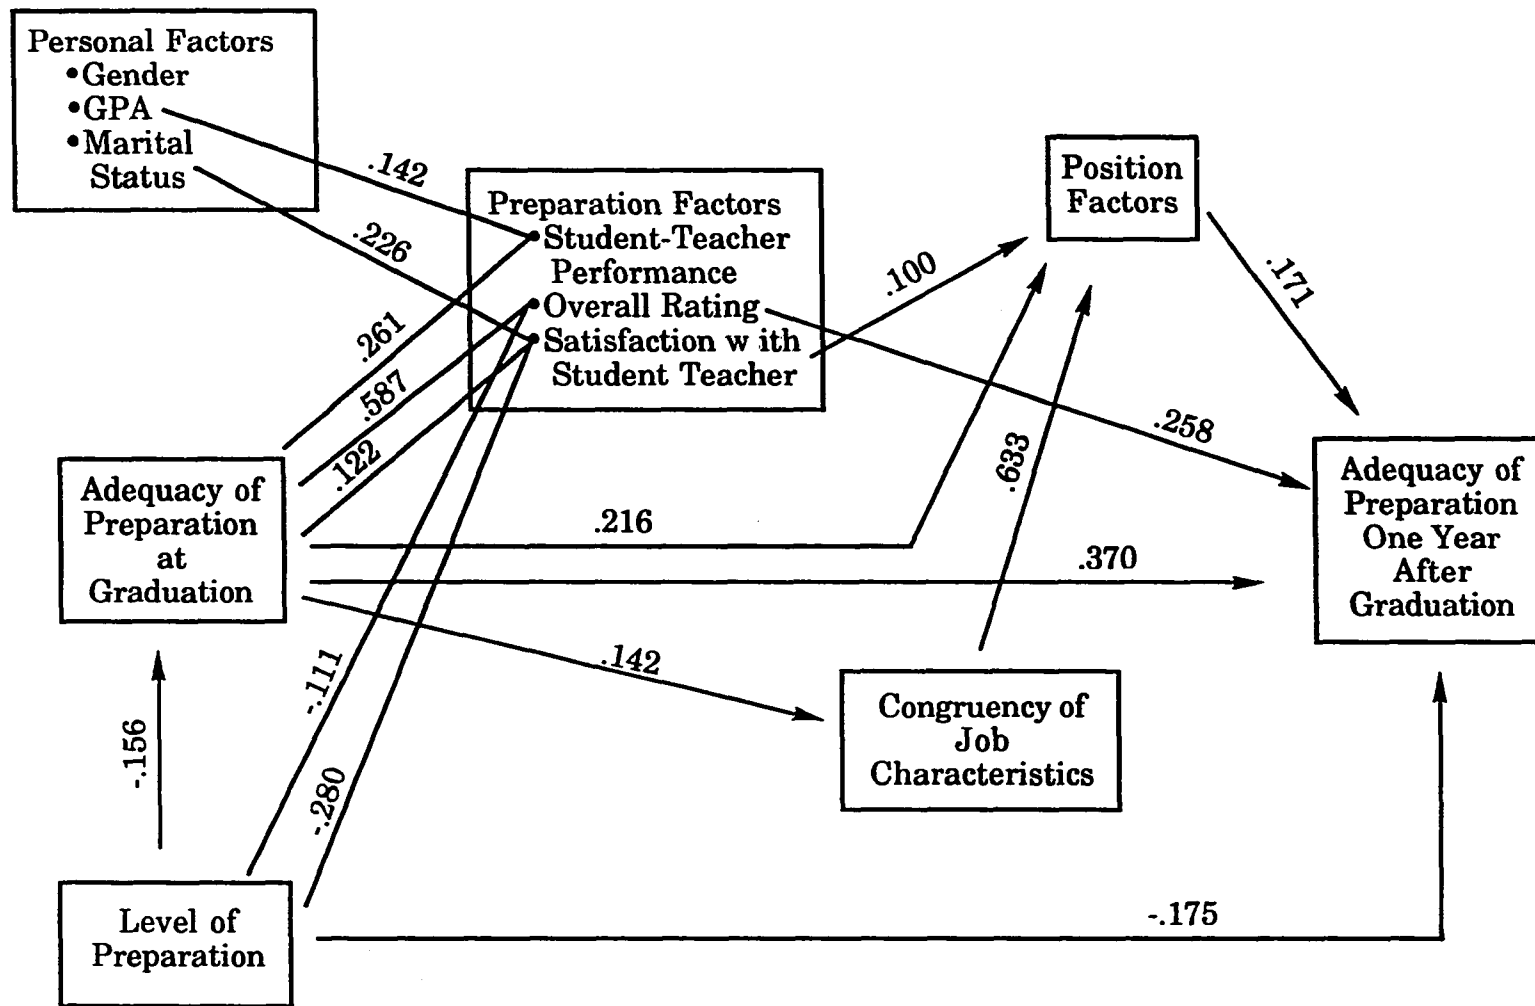 Personal Factors
•Gender
•GPA
•Marital
Status
.142
.226
Preparation Factors
•Student-Teacher
Performance
•Overall Rating
•Satisfaction w ith
Student Teacher
.100
Position
Factors
.171
.261
.587
.122
.258
.633
Adequacy of
Preparation
at
Graduation
.216
.370
.142
Adequacy of
Preparation
One Year
After
Graduation
-.156
-.111
-.280
Congruency of
Job
Characteristics
Level of
Preparation
-.175